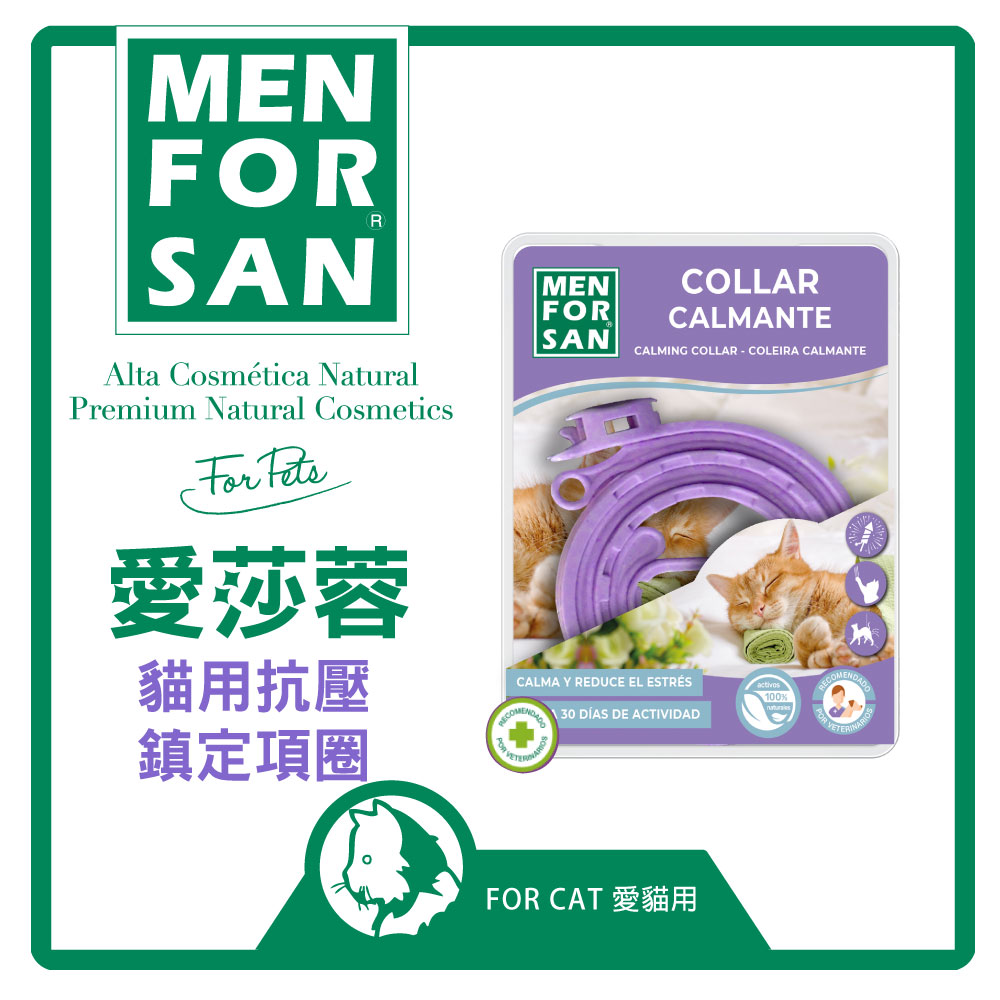 MEN
FOR
SAN
®
Alta Cosmética Natural
Premium Natural Cosmetics
For Pets
愛莎蓉
貓用抗壓
鎮定項圈
MEN
FOR
SAN
®
COLLAR
CALMANTE
CALMING COLLAR - COLEIRA CALMANTE
CALMA Y REDUCE EL ESTRÉS
30 DÍAS DE ACTIVIDAD
RECOMENDADO
POR VETERINARIOS
activos
100%
naturales
RECOMENDADO
POR VETERINARIOS
FOR CAT 愛貓用